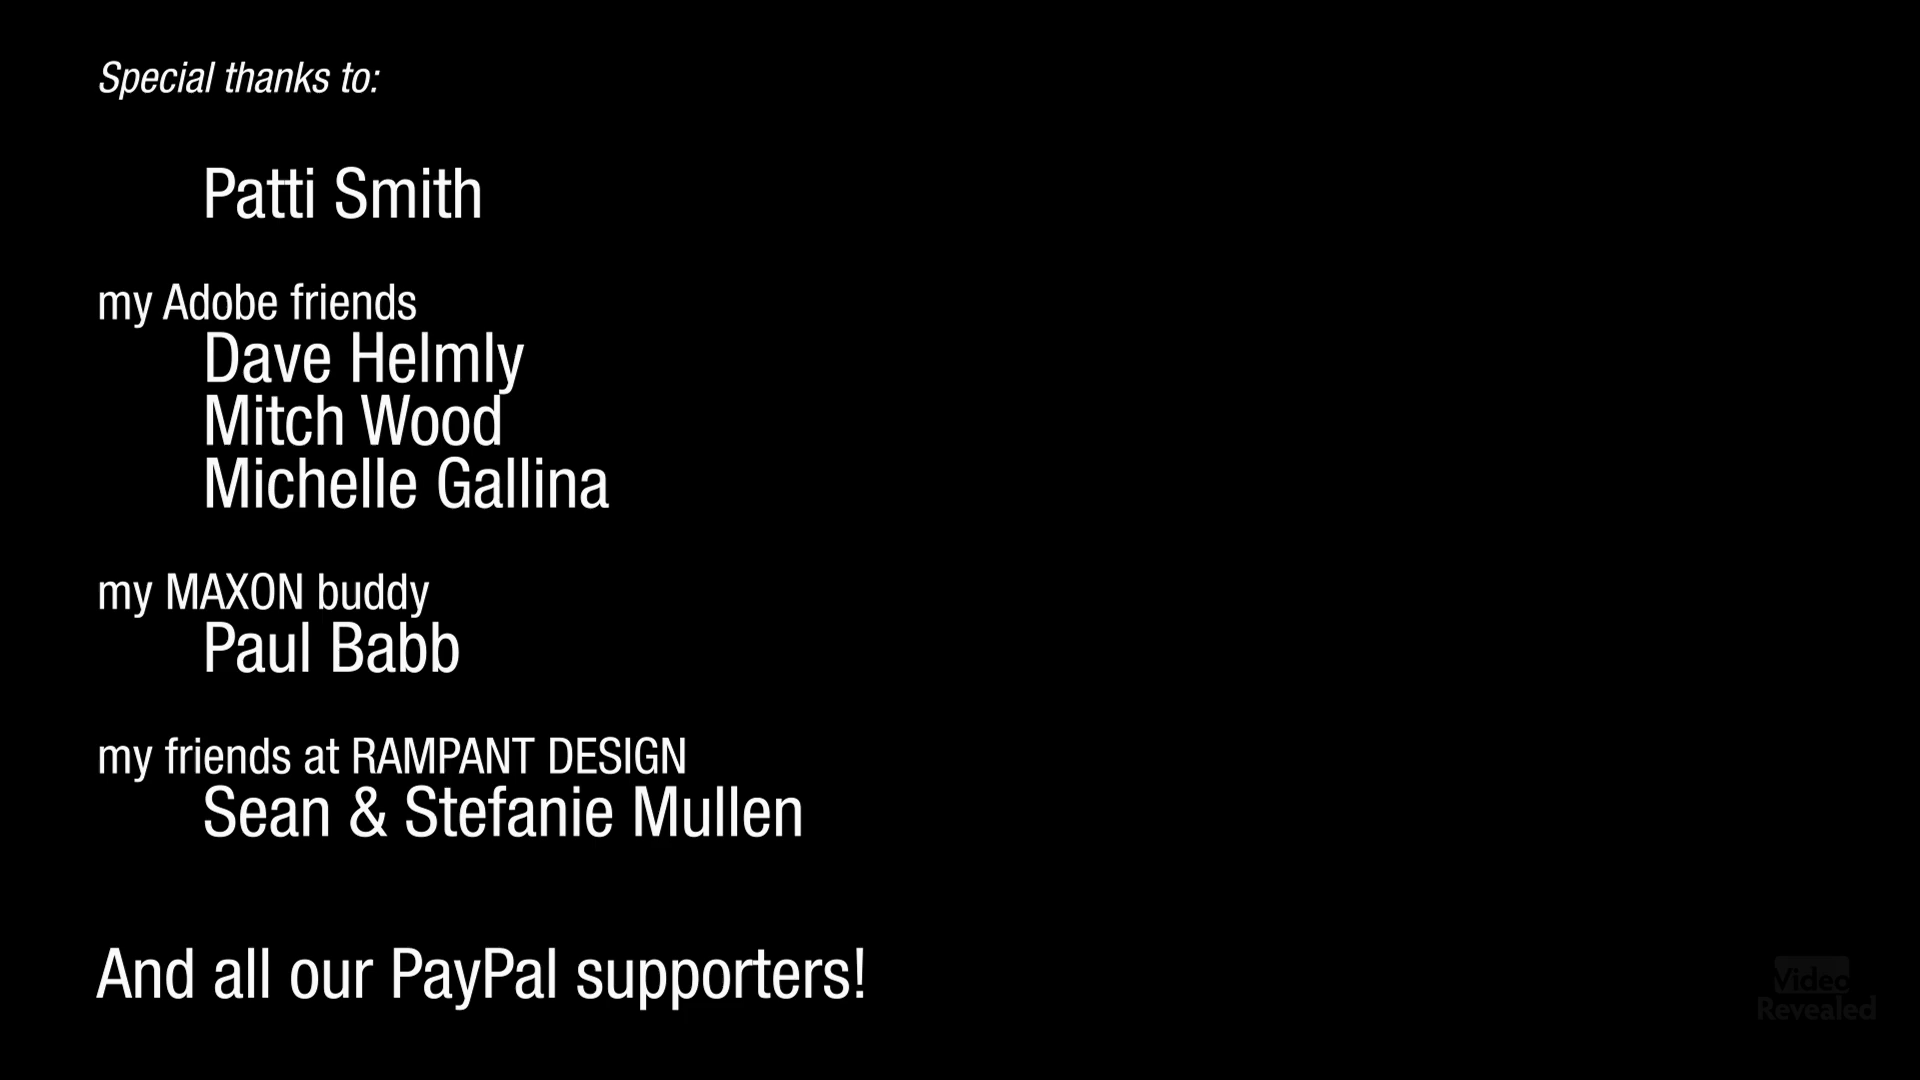 Special thanks to:
Patti Smith
my Adobe friends
Dave Helmly
Mitch Wood
Michelle Gallina
my MAXON buddy
Paul Babb
my friends at RAMPANT DESIGN
Sean & Stefanie Mullen
And all our PayPal supporters!
Video
Revealed